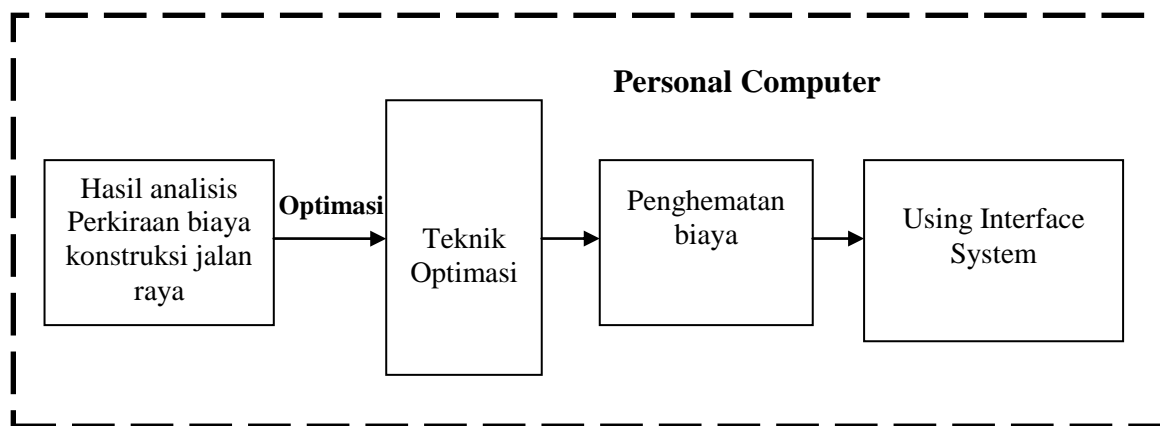 Personal Computer
Hasil analisis
Perkiraan biaya
konstruksi jalan
raya
Optimasi
Teknik
Optimasi
Penghematan
biaya
Using Interface
System